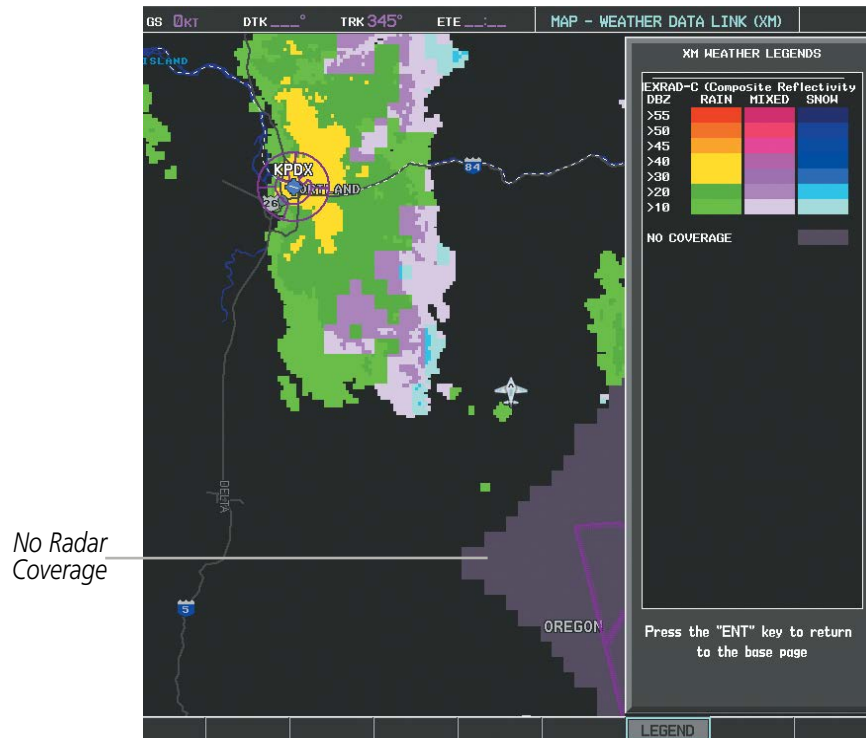 GS 0KT DTK ___° TRK 345° ETE __:__ MAP - WEATHER DATA LINK (XM)
ISLAND
KPDX
PORTLAND
26
84
DELTA
5
OREGON
No Radar
Coverage
XM WEATHER LEGENDS
EXRAD-C (Composite Reflectivity
DBZ RAIN MIXED SNOW
>55
>50
>45
>40
>30
>20
>10
NO COVERAGE
Press the "ENT" key to return
to the base page
LEGEND